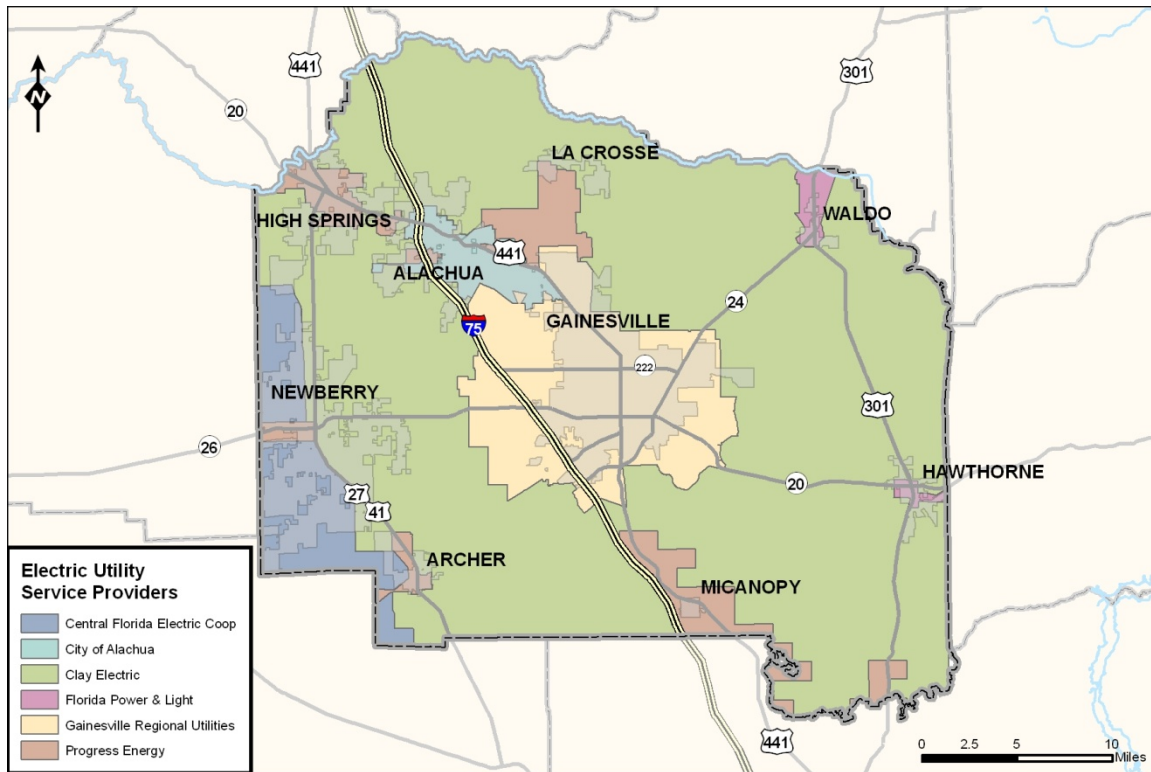 441
301
20
N
LA CROSSE
WALDO
HIGH SPRINGS
441
ALACHUA
24
GAINESVILLE
75
222
NEWBERRY
301
26
HAWTHORNE
20
27
41
ARCHER
MICANOPY
441
Electric Utility
Service Providers
Central Florida Electric Coop
City of Alachua
Clay Electric
Florida Power & Light
Gainesville Regional Utilities
Progress Energy
0 2.5 5 10
Miles